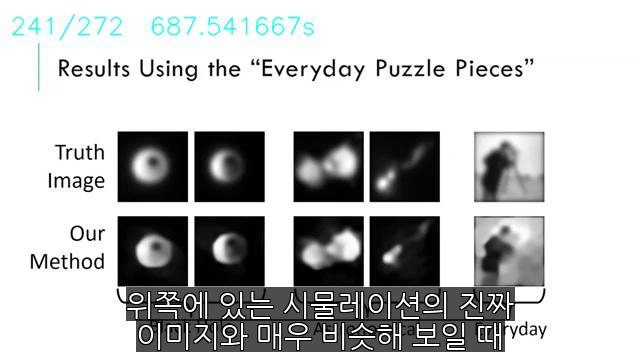 241/272 687.541667s
Results Using the “Everyday Puzzle Pieces”
Truth
Image
Our
Method
위쪽에 있는 시뮬레이션의 진짜
이미지와 매우 비슷해 보일 때